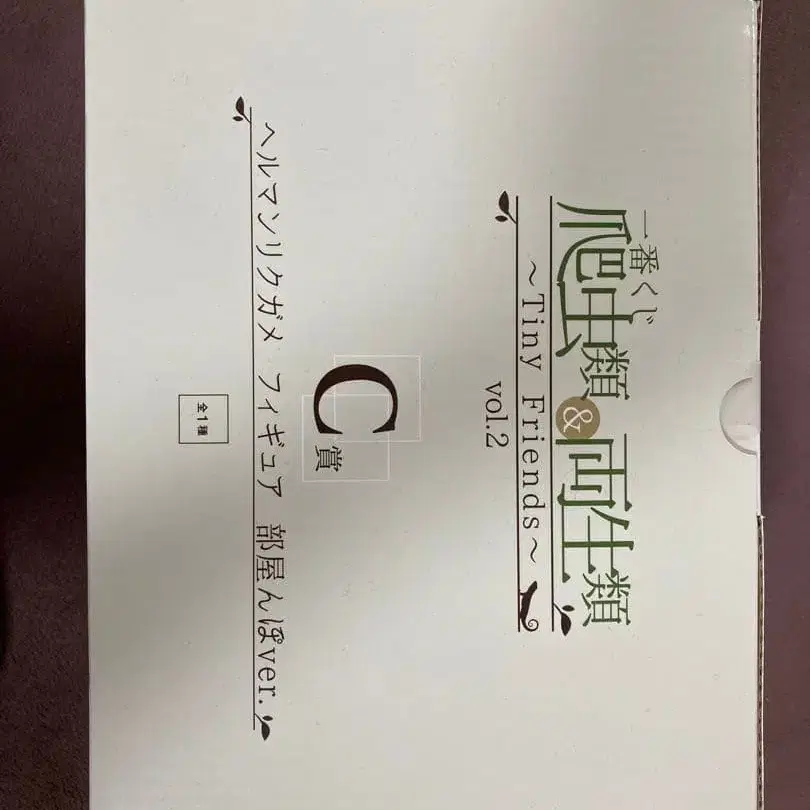 一番くじ
爬虫類&両生類
～Tiny Friends～
vol.2
C賞
ヘルマンリクガメ フィギュア 部屋んぽver.
全1種